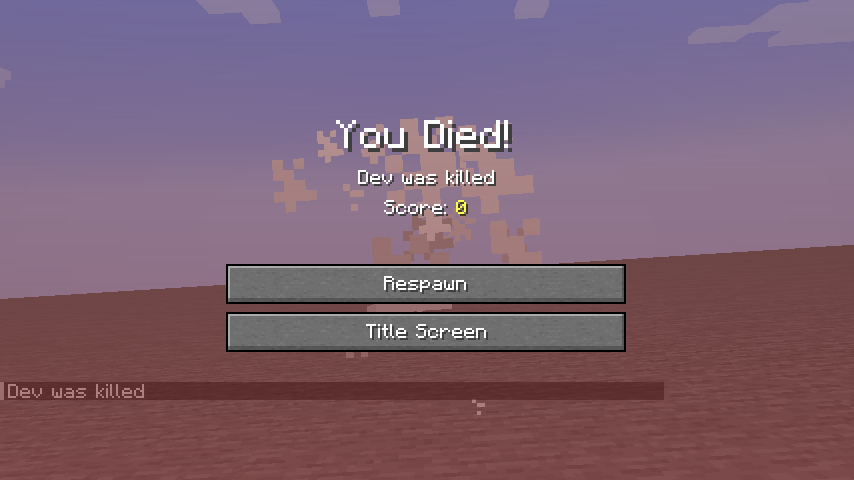 You Died!
Dev was killed
Score: 0
Respawn
Title Screen
Dev was killed